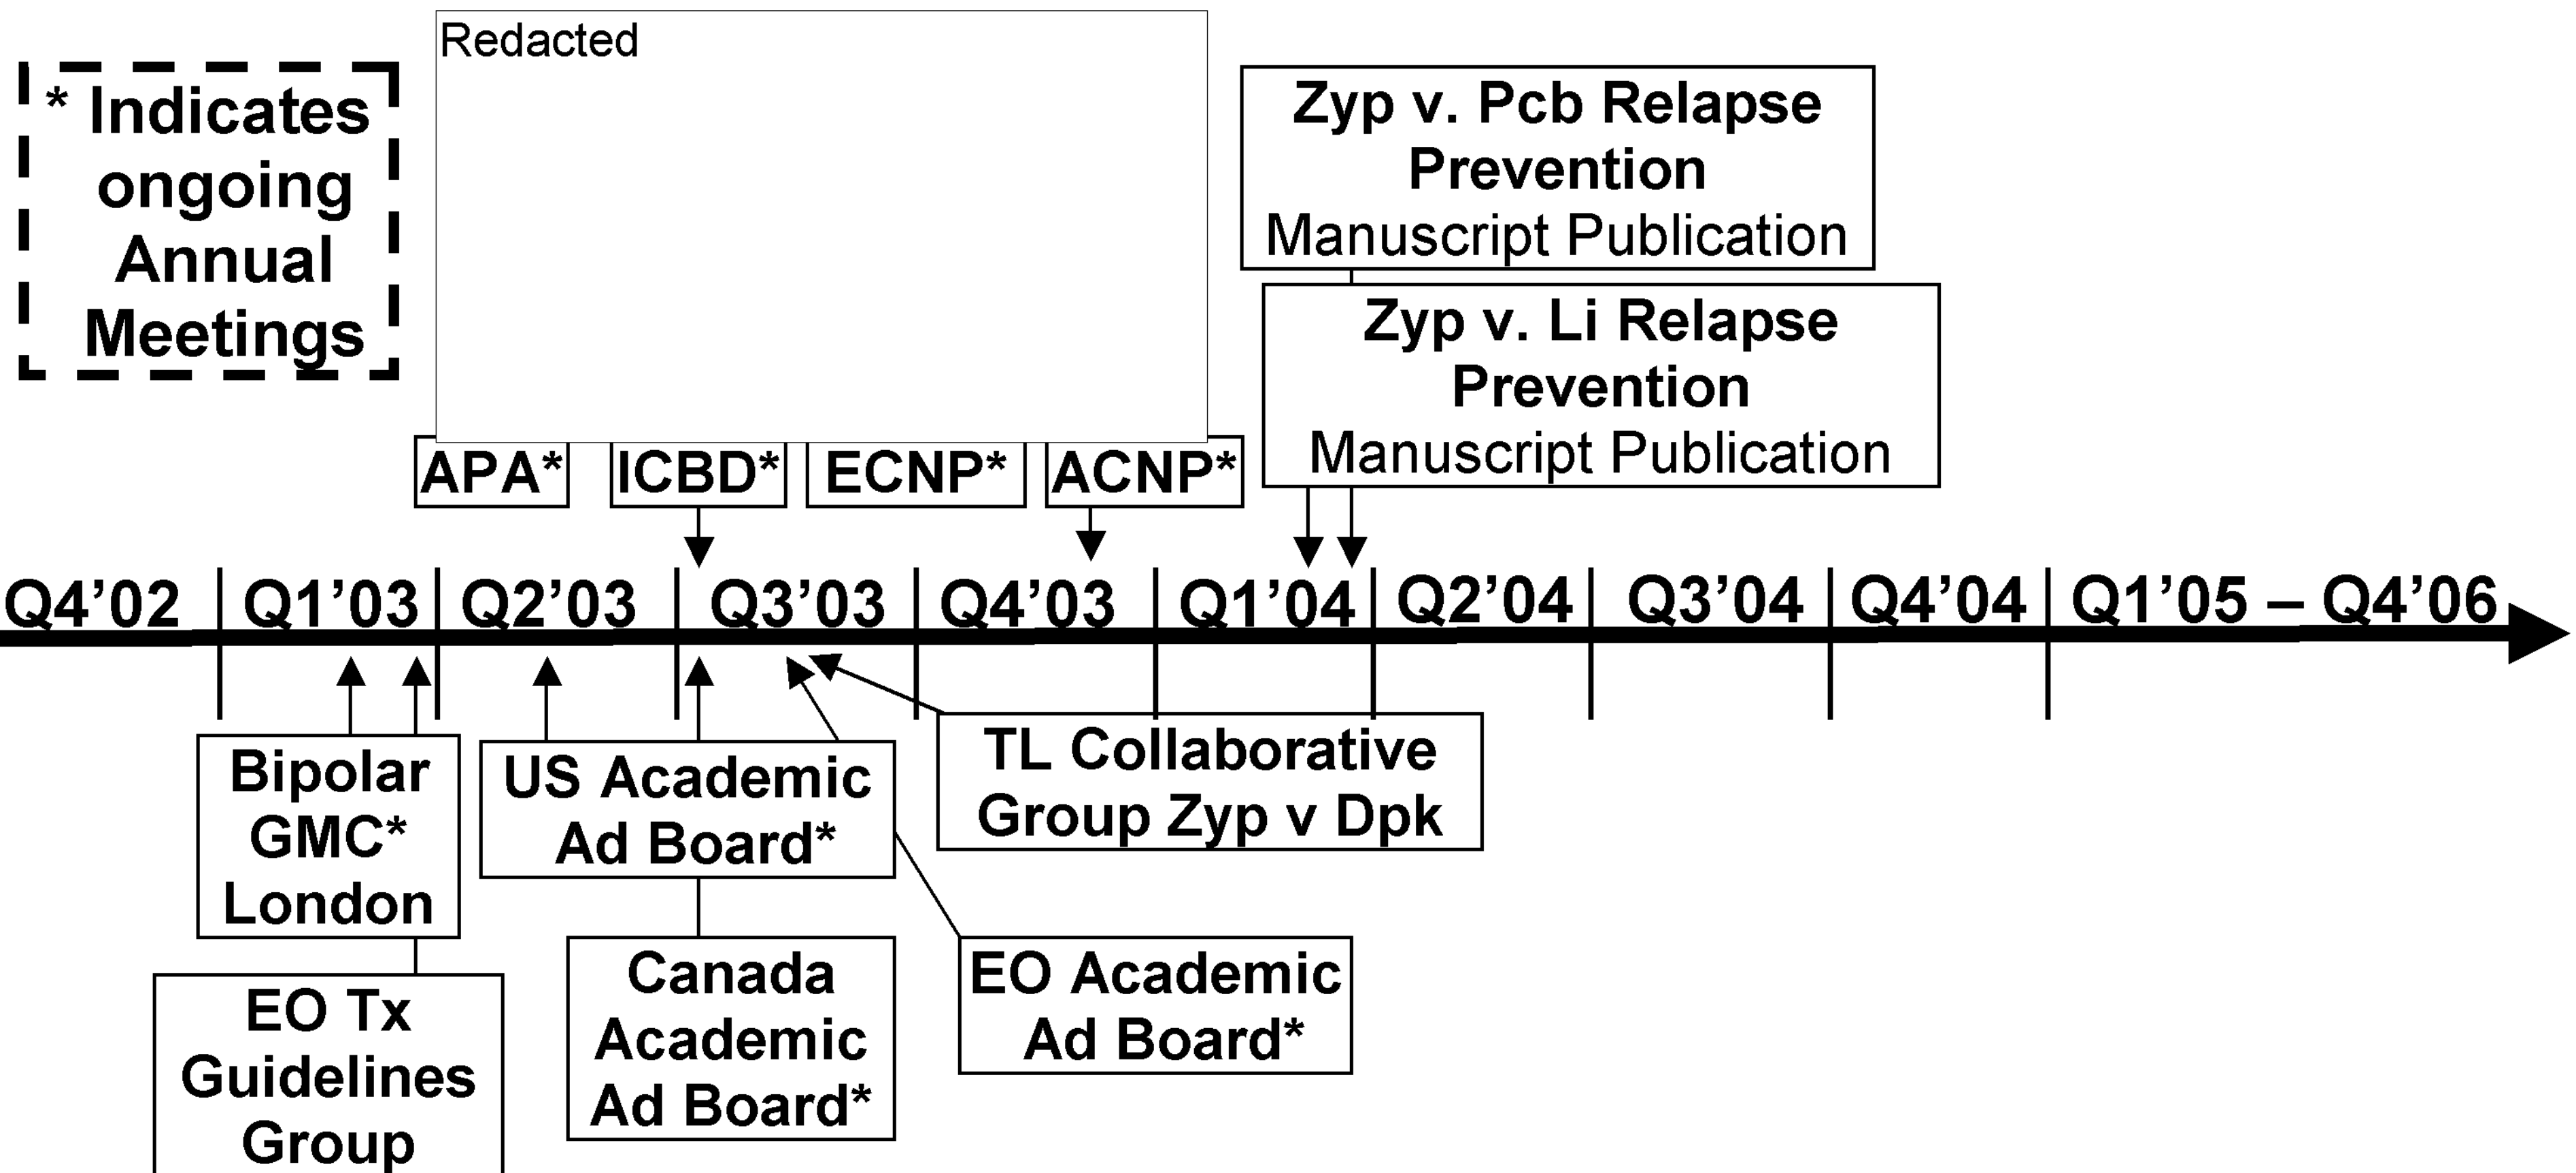 Redacted
* Indicates
ongoing
Annual
Meetings
Zyp v. Pcb Relapse
Prevention
Manuscript Publication
Zyp v. Li Relapse
Prevention
Manuscript Publication
APA*
ICBD*
ECNP*
ACNP*
Q4’02
Q1’03
Q2’03
Q3’03
Q4’03
Q1’04
Q2’04
Q3’04
Q4’04
Q1’05 – Q4’06
Bipolar
GMC*
London
US Academic
Ad Board*
TL Collaborative
Group Zyp v Dpk
EO Tx
Guidelines
Group
Canada
Academic
Ad Board*
EO Academic
Ad Board*